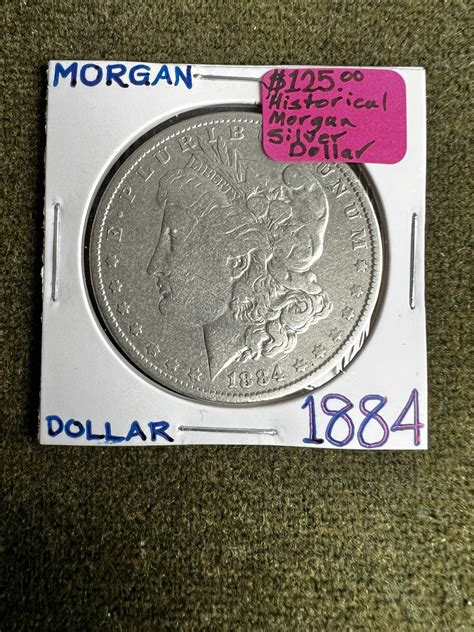 MORGAN
$125.00
Historical
Morgan
Silver
Dollar
E·PLURIBUS·UNUM
LIBERTY
1884
DOLLAR
1884